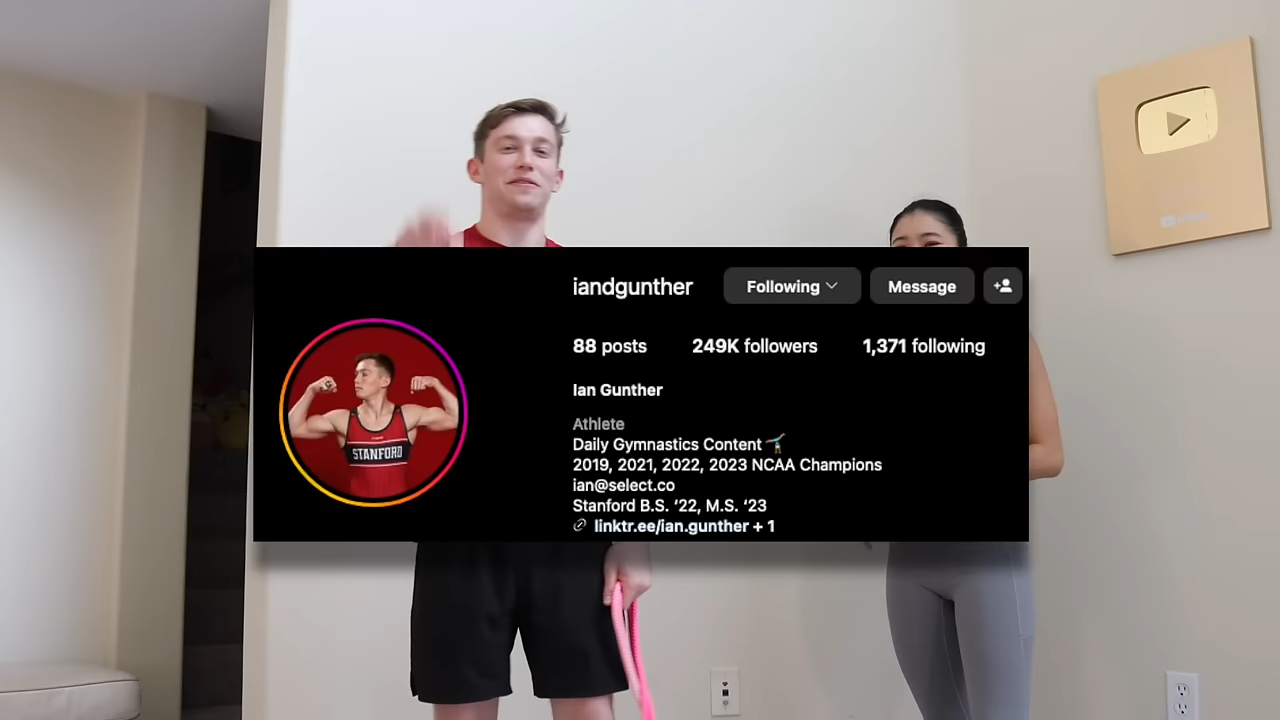 iandgunther Following Message
88 posts 249K followers 1,371 following
Ian Gunther
Athlete
Daily Gymnastics Content
2019, 2021, 2022, 2023 NCAA Champions
ian@select.co
Stanford B.S. ‘22, M.S. ‘23
linktr.ee/ian.gunther + 1
STANFORD